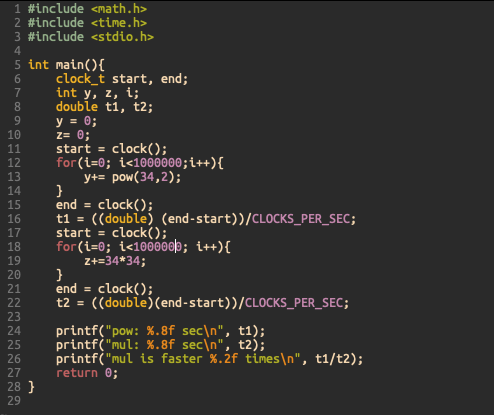 1 #include <math.h>
2 #include <time.h>
3 #include <stdio.h>
4
5 int main(){
6     clock_t start, end;
7     int y, z, i;
8     double t1, t2;
9     y = 0;
10     z= 0;
11     start = clock();
12     for(i=0; i<1000000;i++){
13         y+= pow(34,2);
14     }
15     end = clock();
16     t1 = ((double) (end-start))/CLOCKS_PER_SEC;
17     start = clock();
18     for(i=0; i<1000000; i++){
19         z+=34*34;
20     }
21     end = clock();
22     t2 = ((double)(end-start))/CLOCKS_PER_SEC;
23
24     printf("pow: %.8f sec\n", t1);
25     printf("mul: %.8f sec\n", t2);
26     printf("mul is faster %.2f times\n", t1/t2);
27     return 0;
28 }
29